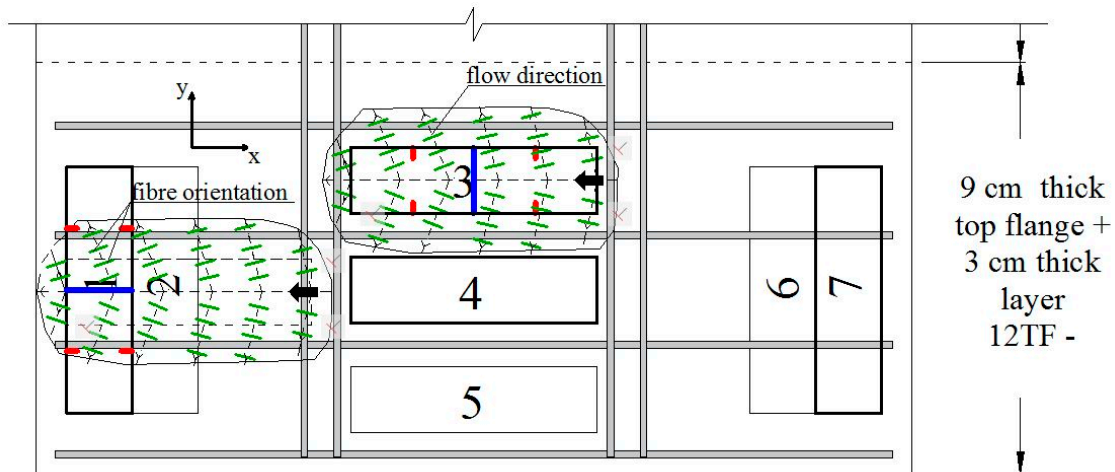 flow direction
y
x
fibre orientation
3
1
2
4
5
6
7
9 cm thick
top flange +
3 cm thick
layer
12TF -